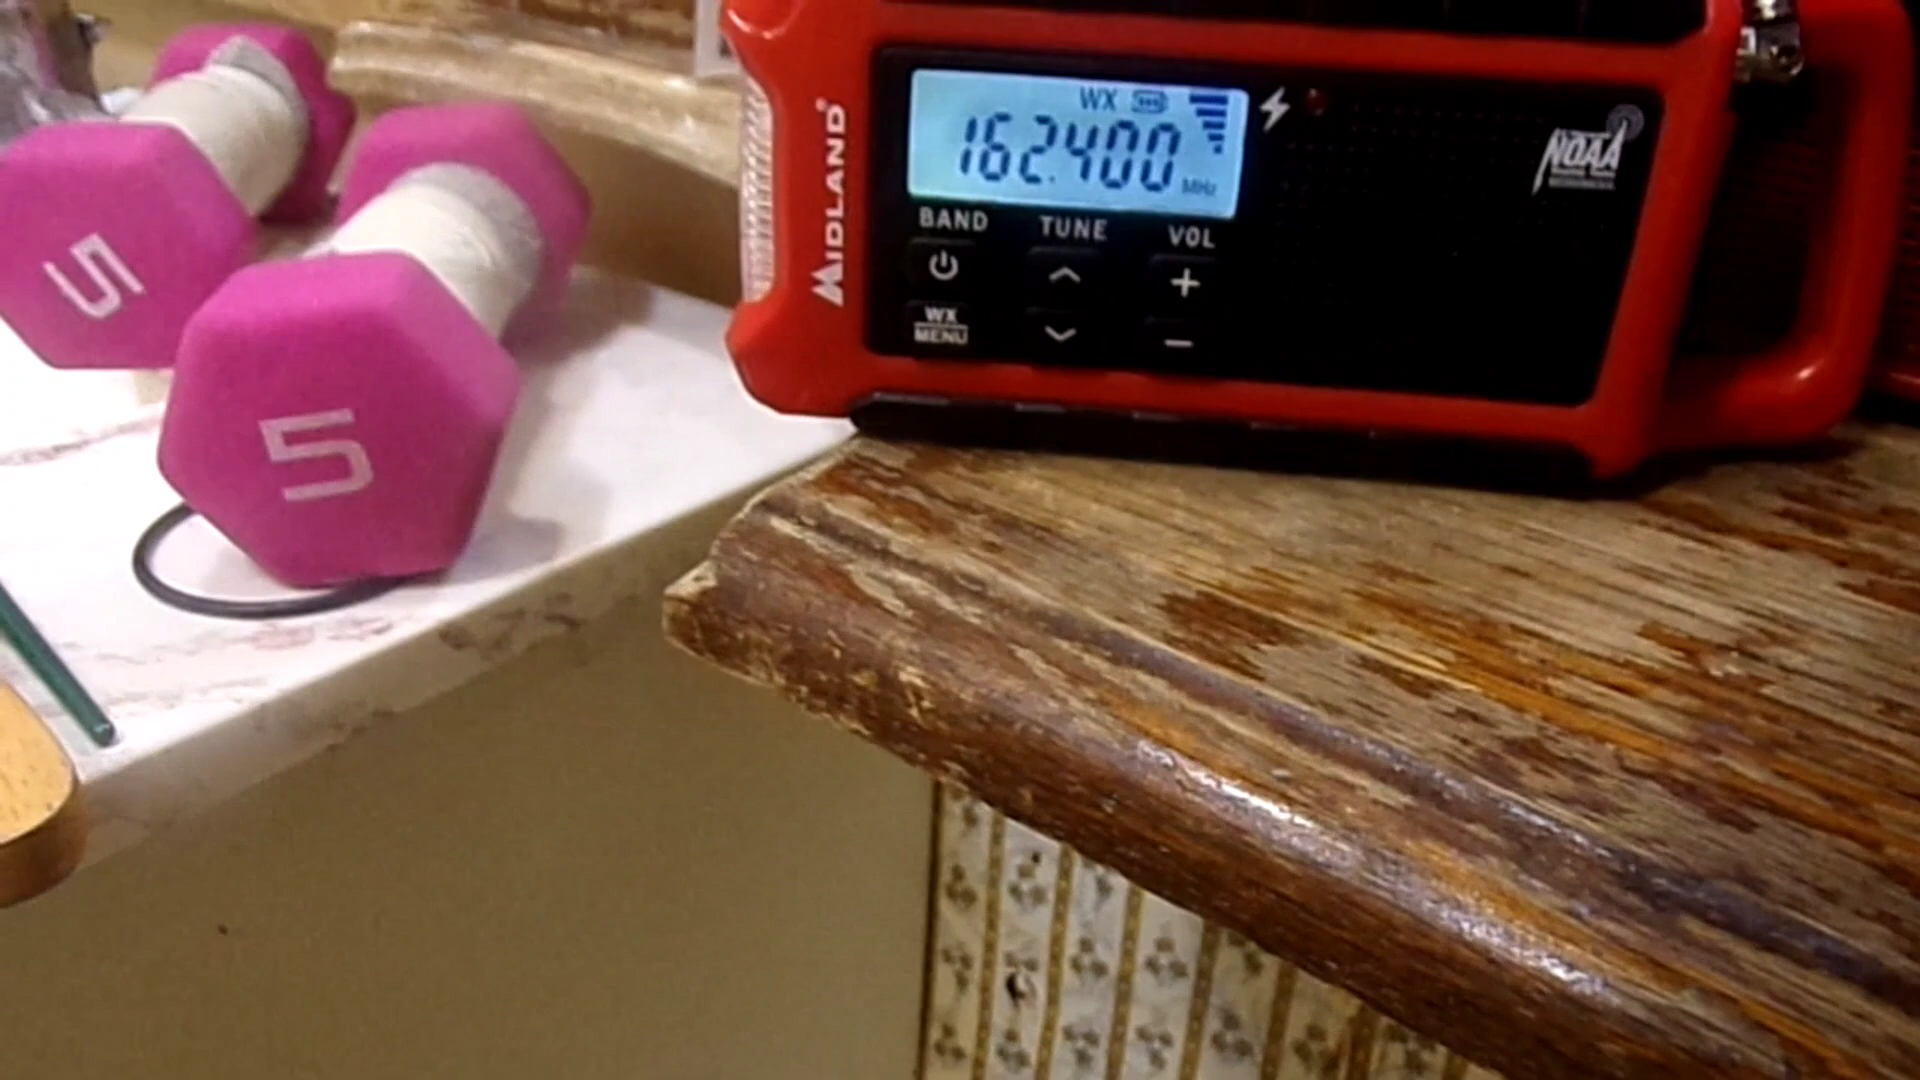 5
5
MIDLAND®
WX
162.400 MHz
BAND TUNE VOL
WX
MENU
NOAA